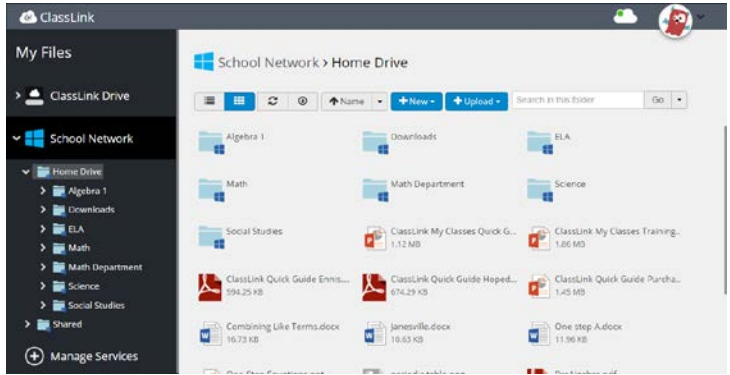 ClassLink
My Files
ClassLink Drive
School Network
Home Drive
Algebra 1
Downloads
ELA
Math
Math Department
Science
Social Studies
Shared
Manage Services
School Network > Home Drive
Name
+New
+Upload
Search in this folder
Go
Algebra 1
Downloads
ELA
Math
Math Department
Science
Social Studies
ClassLink My Classes Quick G...
1.12 MB
ClassLink My Classes Training...
1.86 MB
ClassLink Quick Guide Ennis...
594.25 KB
ClassLink Quick Guide Hoped...
674.29 KB
ClassLink Quick Guide Purcha...
1.45 MB
Combining Like Terms.docx
16.73 KB
Janesville.docx
10.63 KB
One step A.docx
11.96 KB